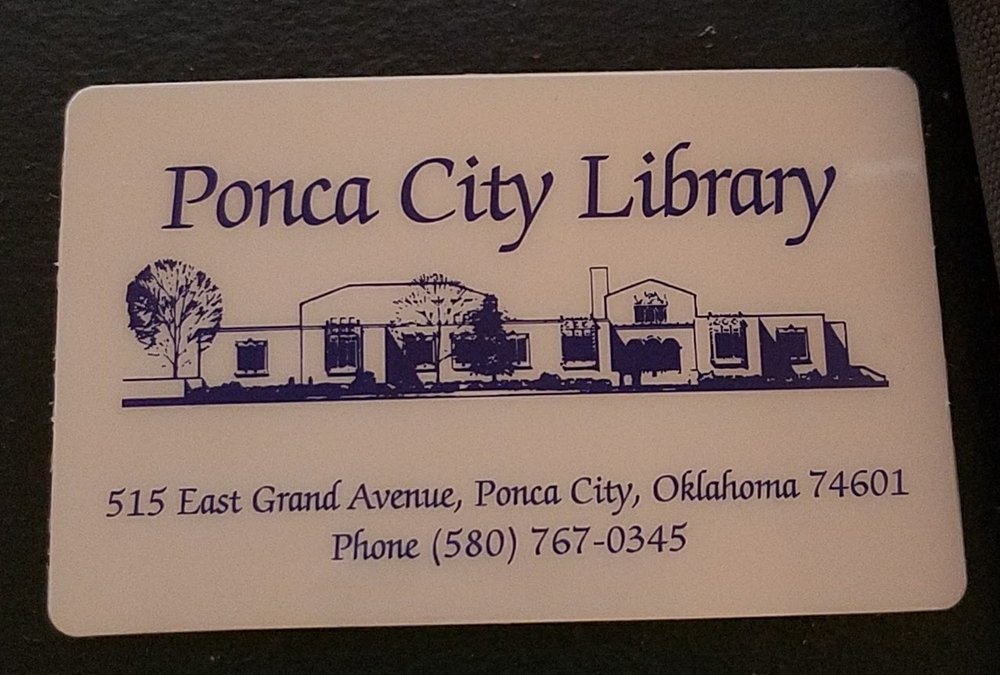 Ponca City Library
515 East Grand Avenue, Ponca City, Oklahoma 74601
Phone (580) 767-0345